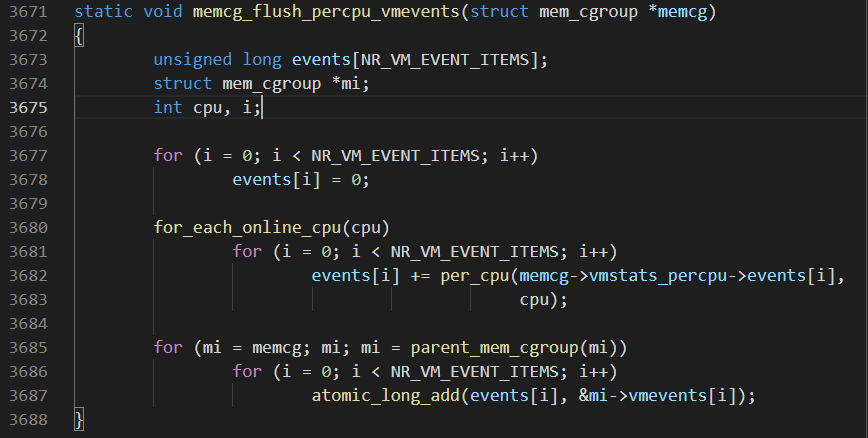 3671 static void memcg_flush_percpu_vmevents(struct mem_cgroup *memcg)
3672 {
3673         unsigned long events[NR_VM_EVENT_ITEMS];
3674         struct mem_cgroup *mi;
3675         int cpu, i;
3676
3677         for (i = 0; i < NR_VM_EVENT_ITEMS; i++)
3678                 events[i] = 0;
3679
3680         for_each_online_cpu(cpu)
3681                 for (i = 0; i < NR_VM_EVENT_ITEMS; i++)
3682                         events[i] += per_cpu(memcg->vmstats_percpu->events[i],
3683                                              cpu);
3684
3685         for (mi = memcg; mi; mi = parent_mem_cgroup(mi))
3686                 for (i = 0; i < NR_VM_EVENT_ITEMS; i++)
3687                         atomic_long_add(events[i], &mi->vmevents[i]);
3688 }